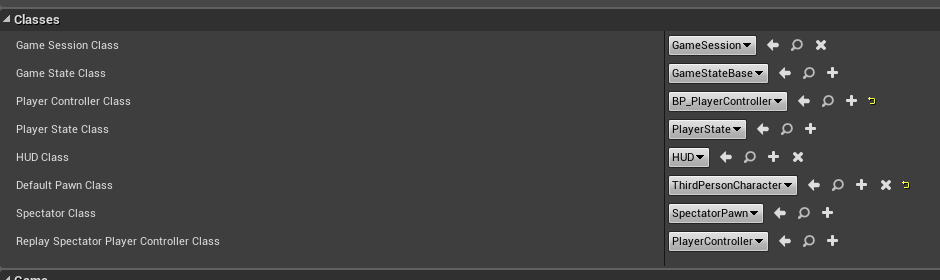 Classes
Game Session Class GameSession
Game State Class GameStateBase
Player Controller Class BP_PlayerController
Player State Class PlayerState
HUD Class HUD
Default Pawn Class ThirdPersonCharacter
Spectator Class SpectatorPawn
Replay Spectator Player Controller Class PlayerController
Game